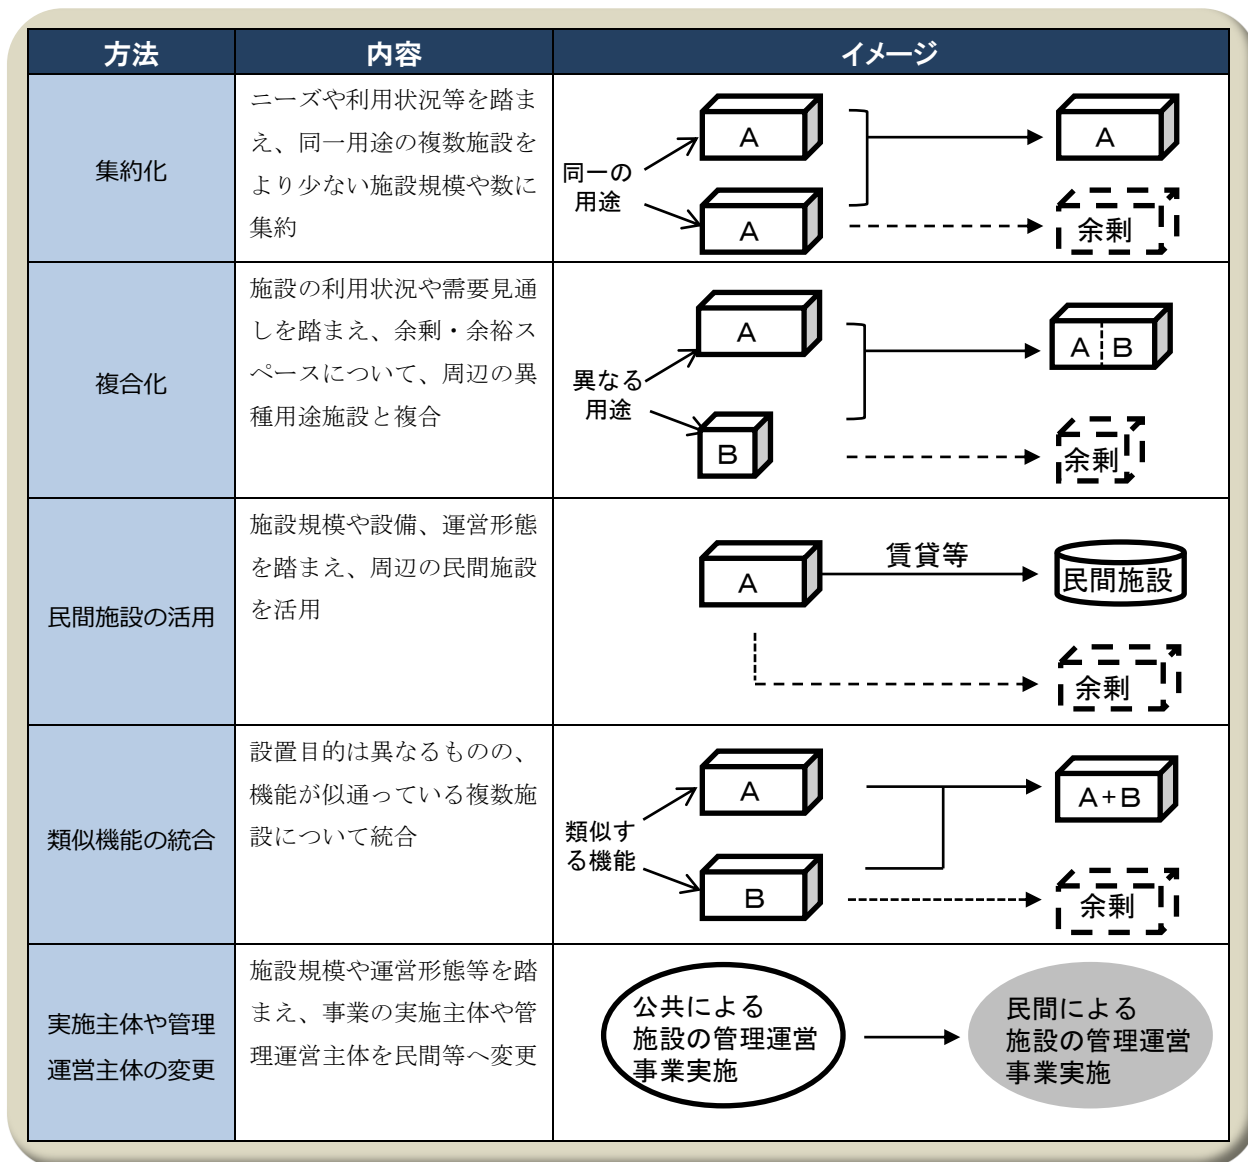 方法
内容
イメージ
集約化
ニーズや利用状況等を踏ま
え、同一用途の複数施設を
より少ない施設規模や数に
集約
同一の
用途
A
A
A
余剰
複合化
施設の利用状況や需要見通
しを踏まえ、余剰・余裕ス
ペースについて、周辺の異
種用途施設と複合
異なる
用途
A
B
A B
余剰
民間施設の活用
施設規模や設備、運営形態
を踏まえ、周辺の民間施設
を活用
A
賃貸等
民間施設
余剰
類似機能の統合
設置目的は異なるものの、
機能が似通っている複数施
設について統合
類似す
る機能
A
B
A+B
余剰
実施主体や管理
運営主体の変更
施設規模や運営形態等を踏
まえ、事業の実施主体や管
理運営主体を民間等へ変更
公共による
施設の管理運営
事業実施
民間による
施設の管理運営
事業実施